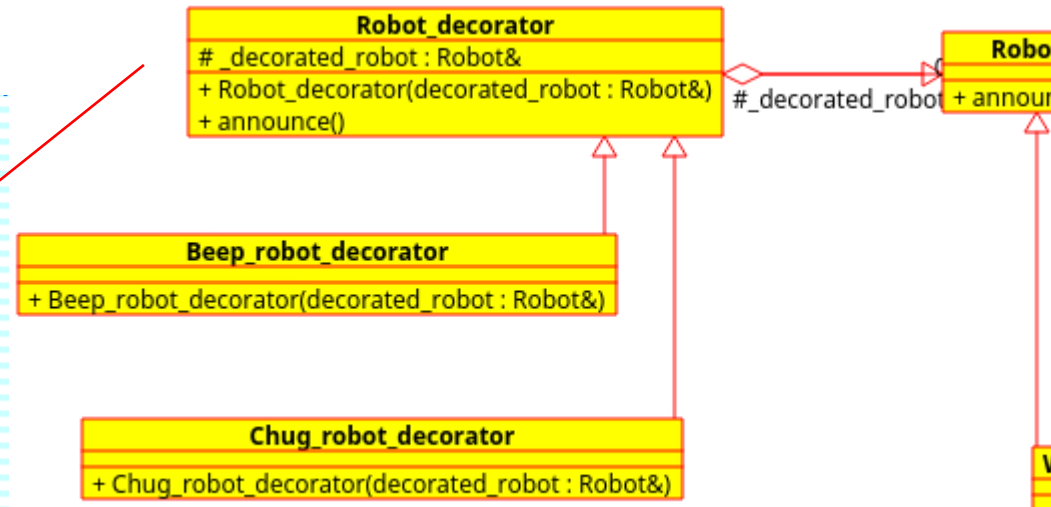 Robot_decorator
# _decorated_robot : Robot&
+ Robot_decorator(decorated_robot : Robot&)
+ announce()
#_decorated_robot
+
Beep_robot_decorator
+ Beep_robot_decorator(decorated_robot : Robot&)
Chug_robot_decorator
+ Chug_robot_decorator(decorated_robot : Robot&)